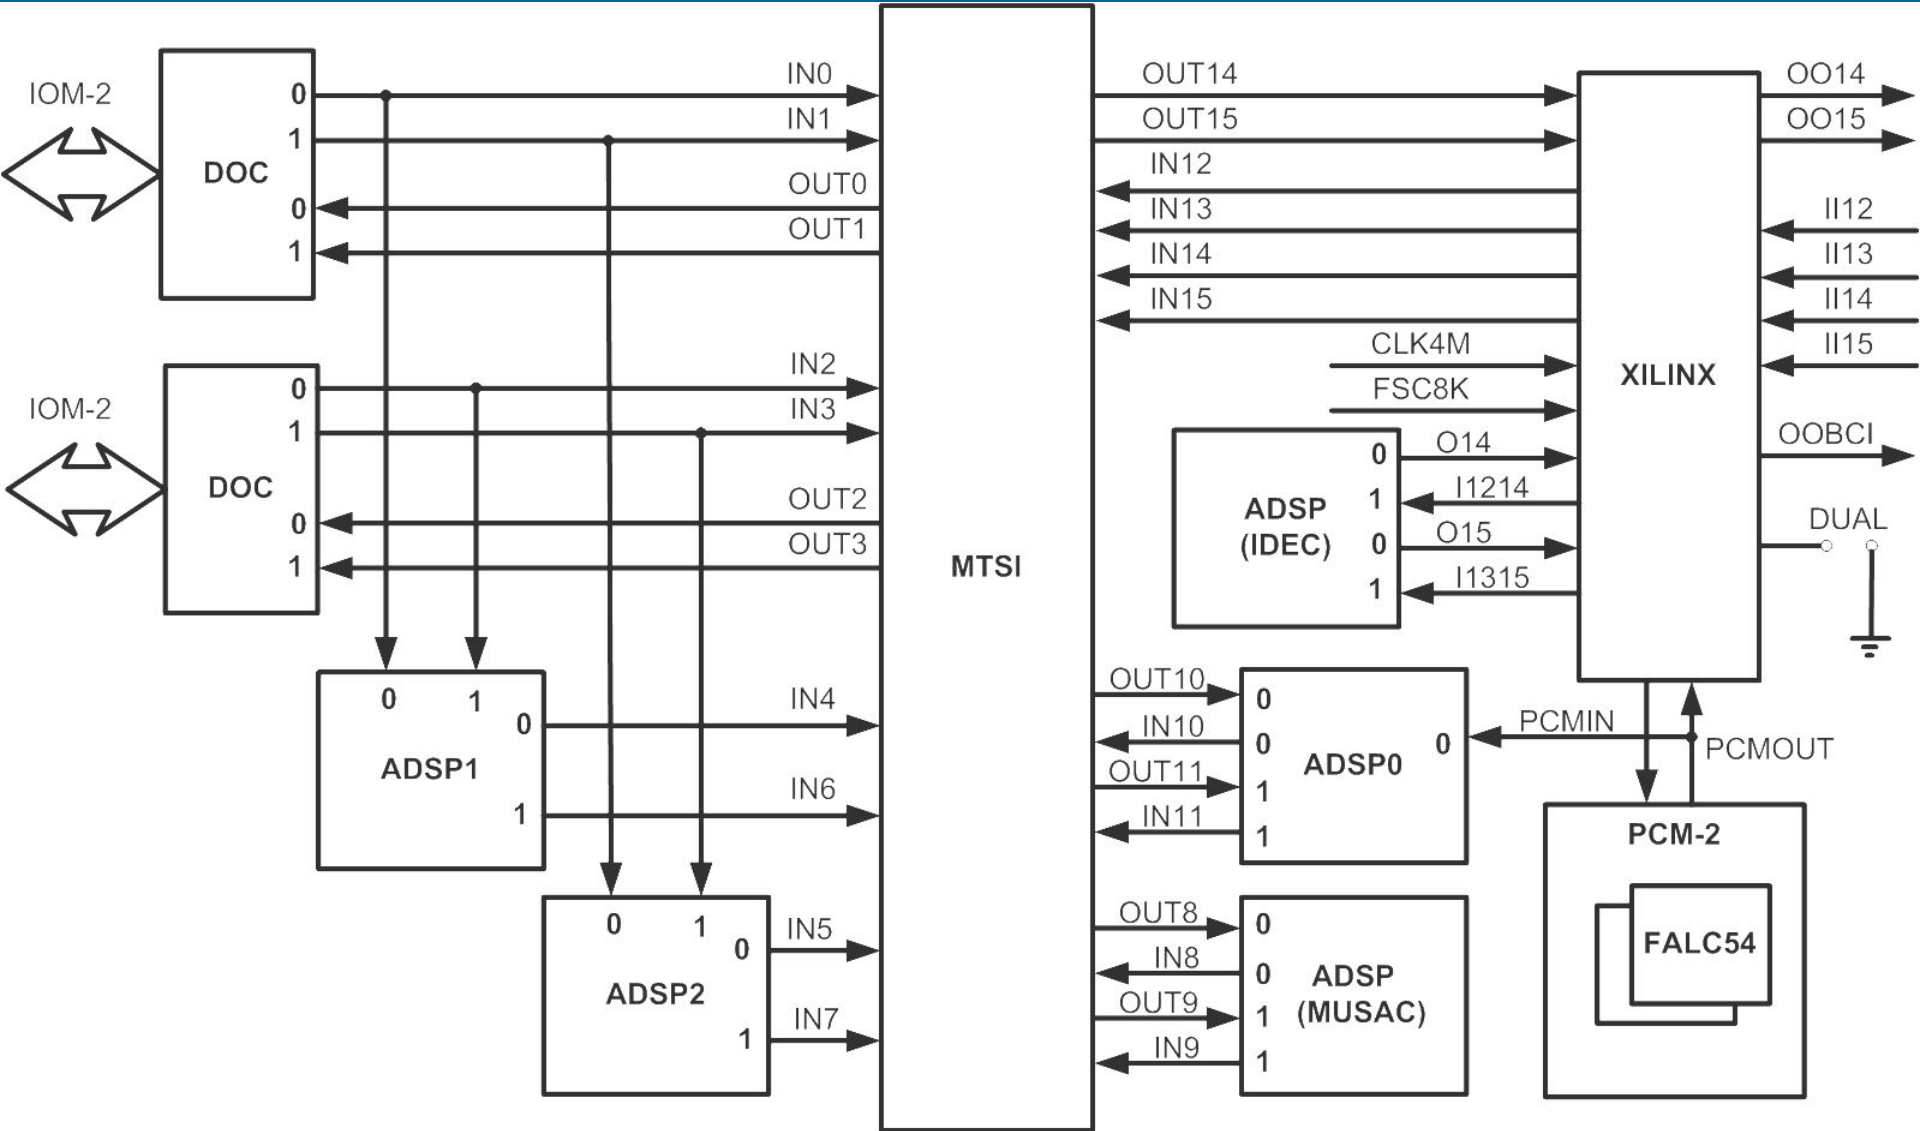 IOM-2
DOC
0
1
0
1
IN0
IN1
OUT0
OUT1
IOM-2
DOC
0
1
0
1
IN2
IN3
OUT2
OUT3
0 1
0
ADSP1
1
IN4
IN6
0 1
0
ADSP2
1
IN5
IN7
MTSI
OUT14
OUT15
IN12
IN13
IN14
IN15
CLK4M
FSC8K
ADSP
(IDEC)
0
1
0
1
O14
I1214
O15
I1315
XILINX
OO14
OO15
II12
II13
II14
II15
OOBCI
DUAL
OUT10
IN10
OUT11
IN11
0
0
1
1
ADSP0
0
PCMIN
PCMOUT
OUT8
IN8
OUT9
IN9
0
0
1
1
ADSP
(MUSAC)
PCM-2
FALC54